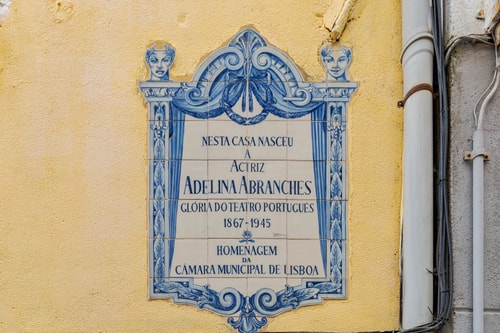 NESTA CASA NASCEU
A
ACTRIZ
ADELINA ABRANCHES
GLÓRIA DO TEATRO PORTUGUÊS
1867-1945
HOMENAGEM
DA
CÂMARA MUNICIPAL DE LISBOA